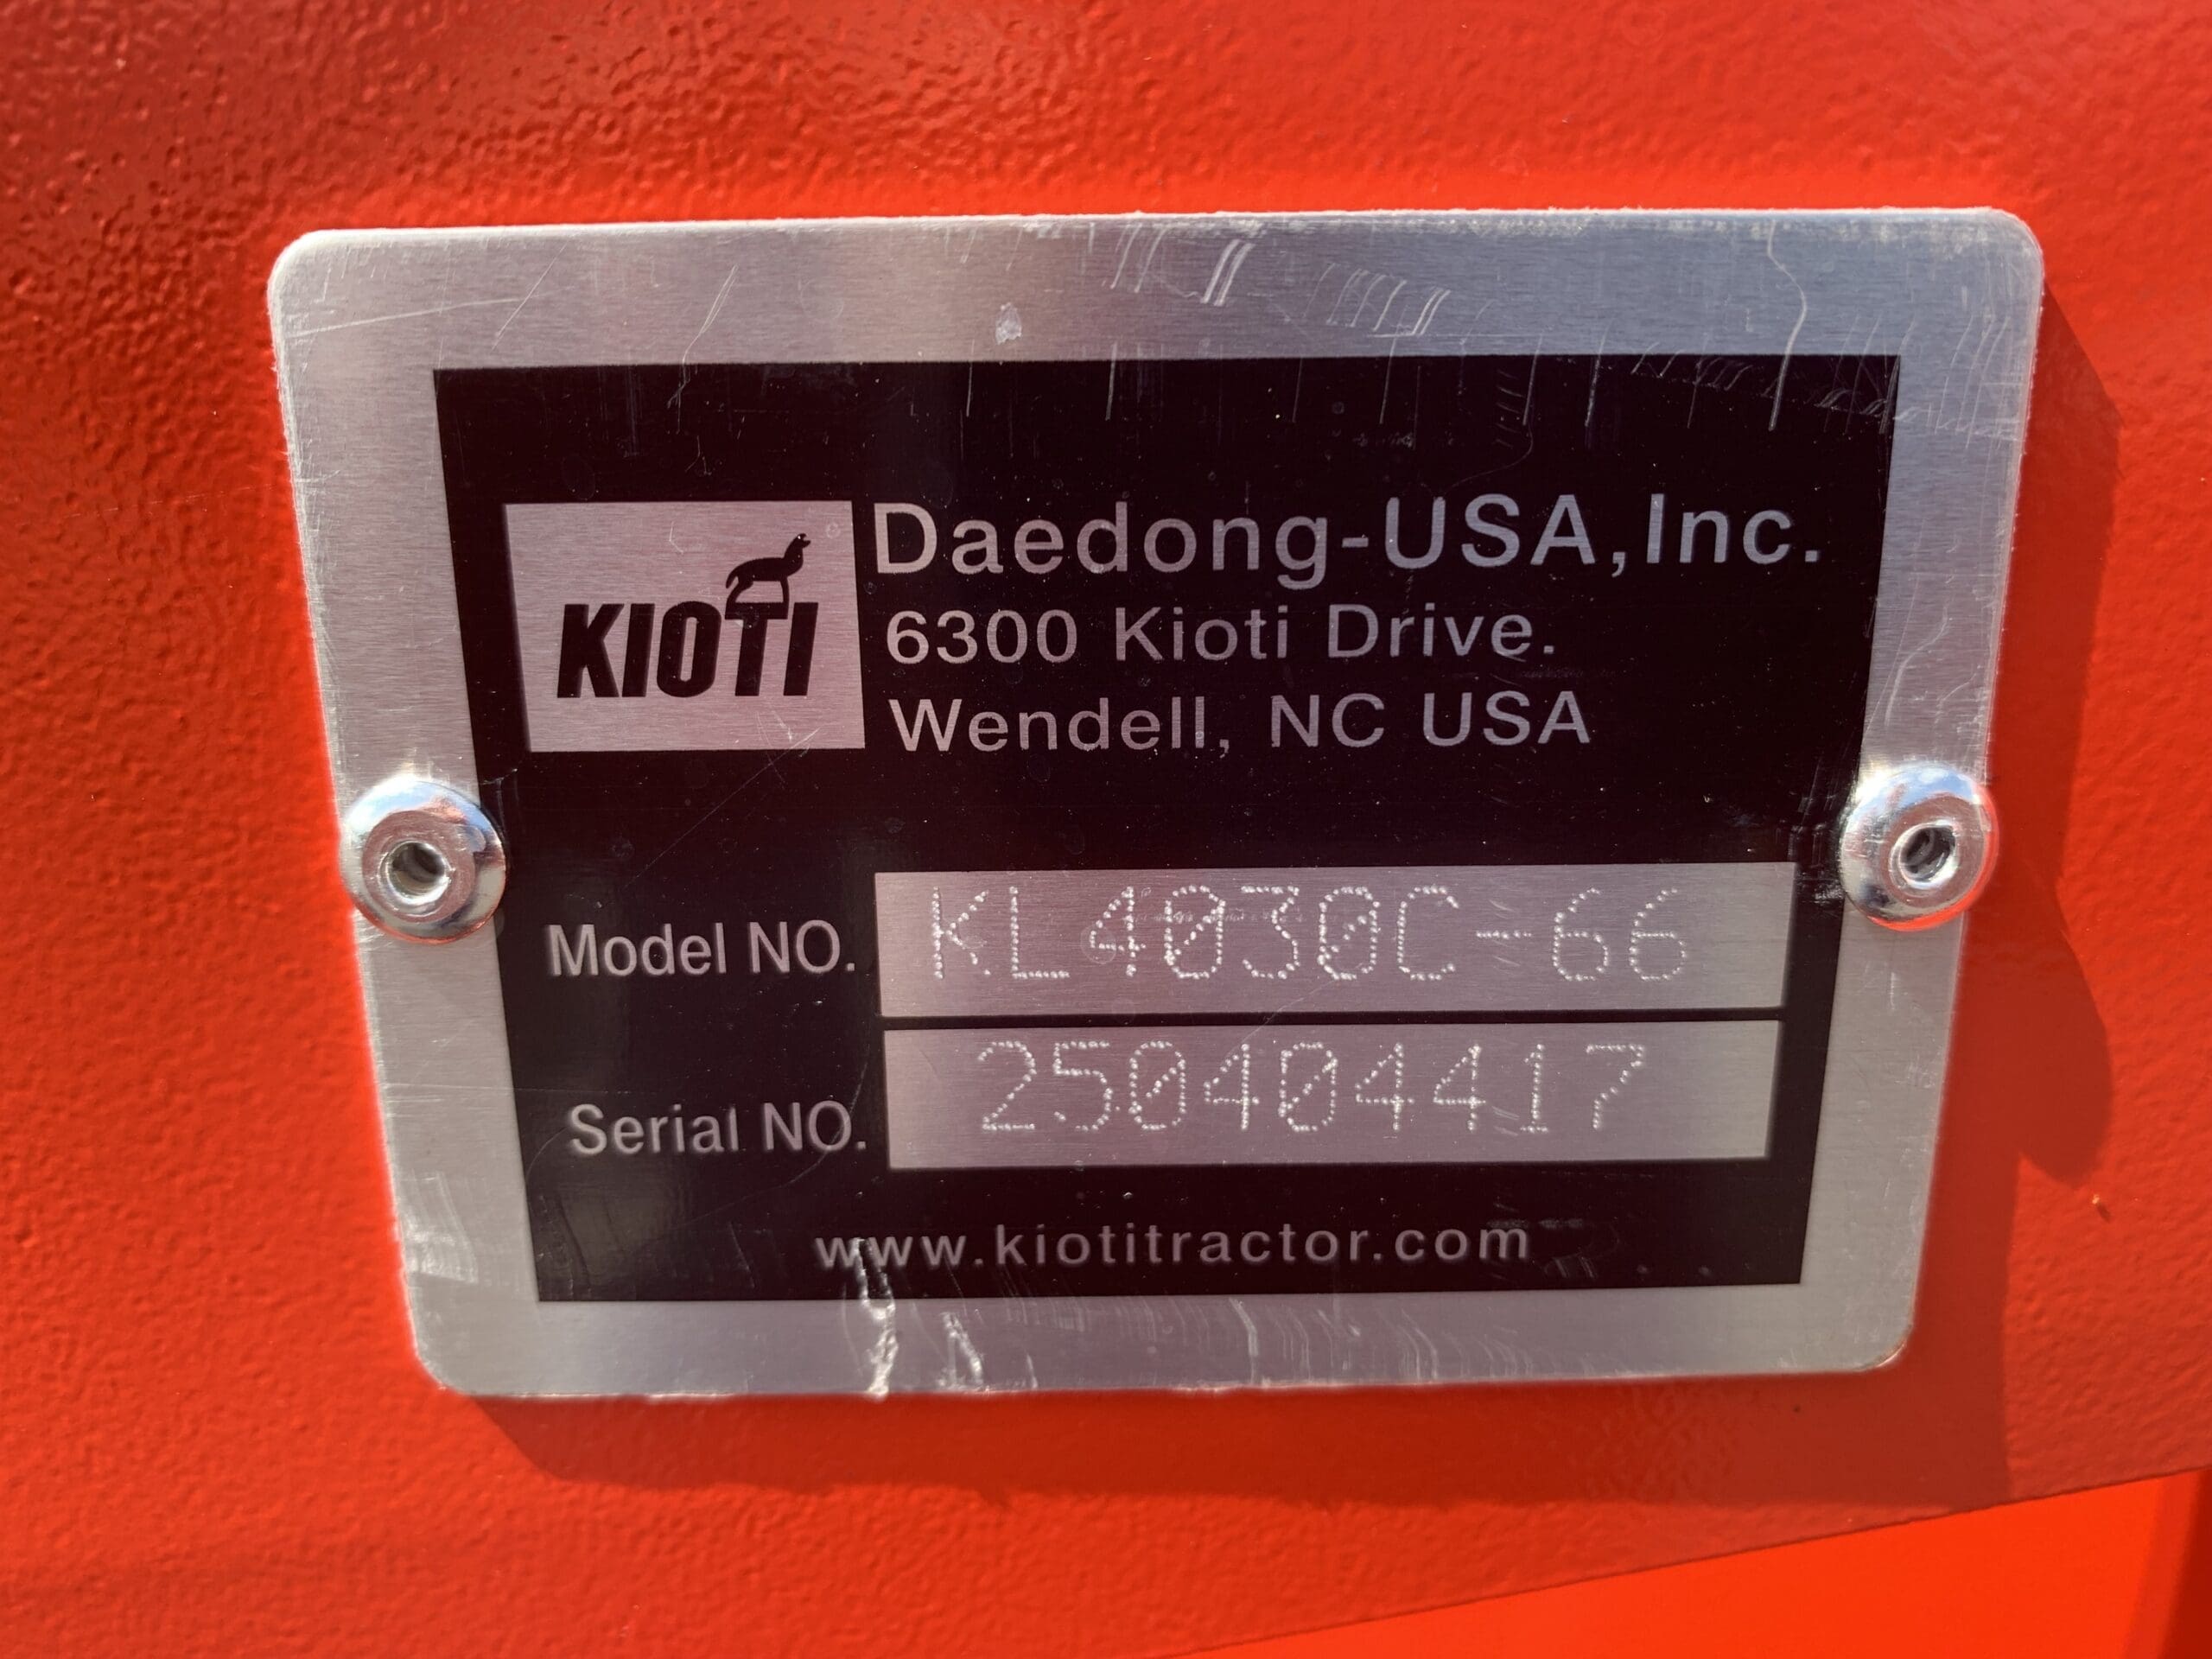 KIOTI
Daedong-USA,Inc.
6300 Kioti Drive.
Wendell, NC USA
Model NO. KL4030C-66
Serial NO. 250404417
www.kiotitractor.com